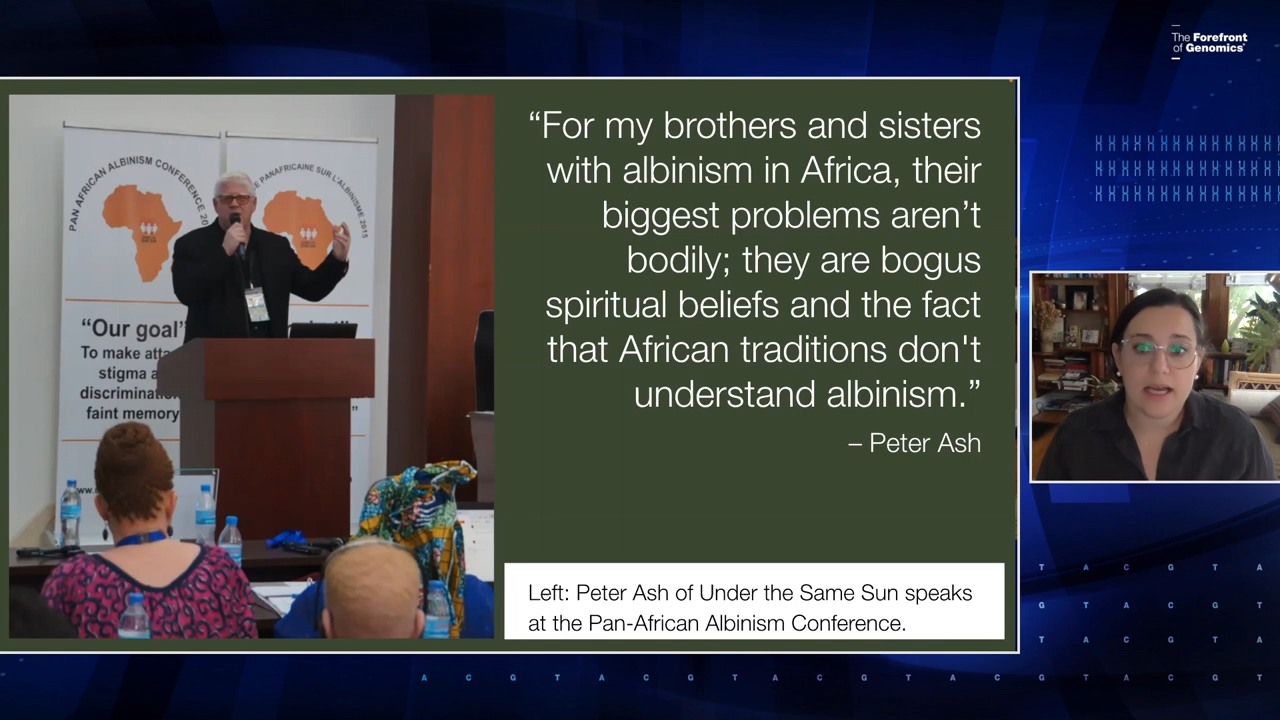 The Forefront
of Genomics
PAN AFRICAN ALBINISM CONFERENCE 20
E PANAFRICAINE SUR L'ALBINISME 2015
“Our goal”
To make atta
stigma a
discriminati
faint memory
”
“For my brothers and sisters
with albinism in Africa, their
biggest problems aren’t
bodily; they are bogus
spiritual beliefs and the fact
that African traditions don't
understand albinism.”
– Peter Ash
Left: Peter Ash of Under the Same Sun speaks
at the Pan-African Albinism Conference.
T A C G T A
G T A C G T
T A C G T A
A C G T A C G T A C G T A C G T A C G T